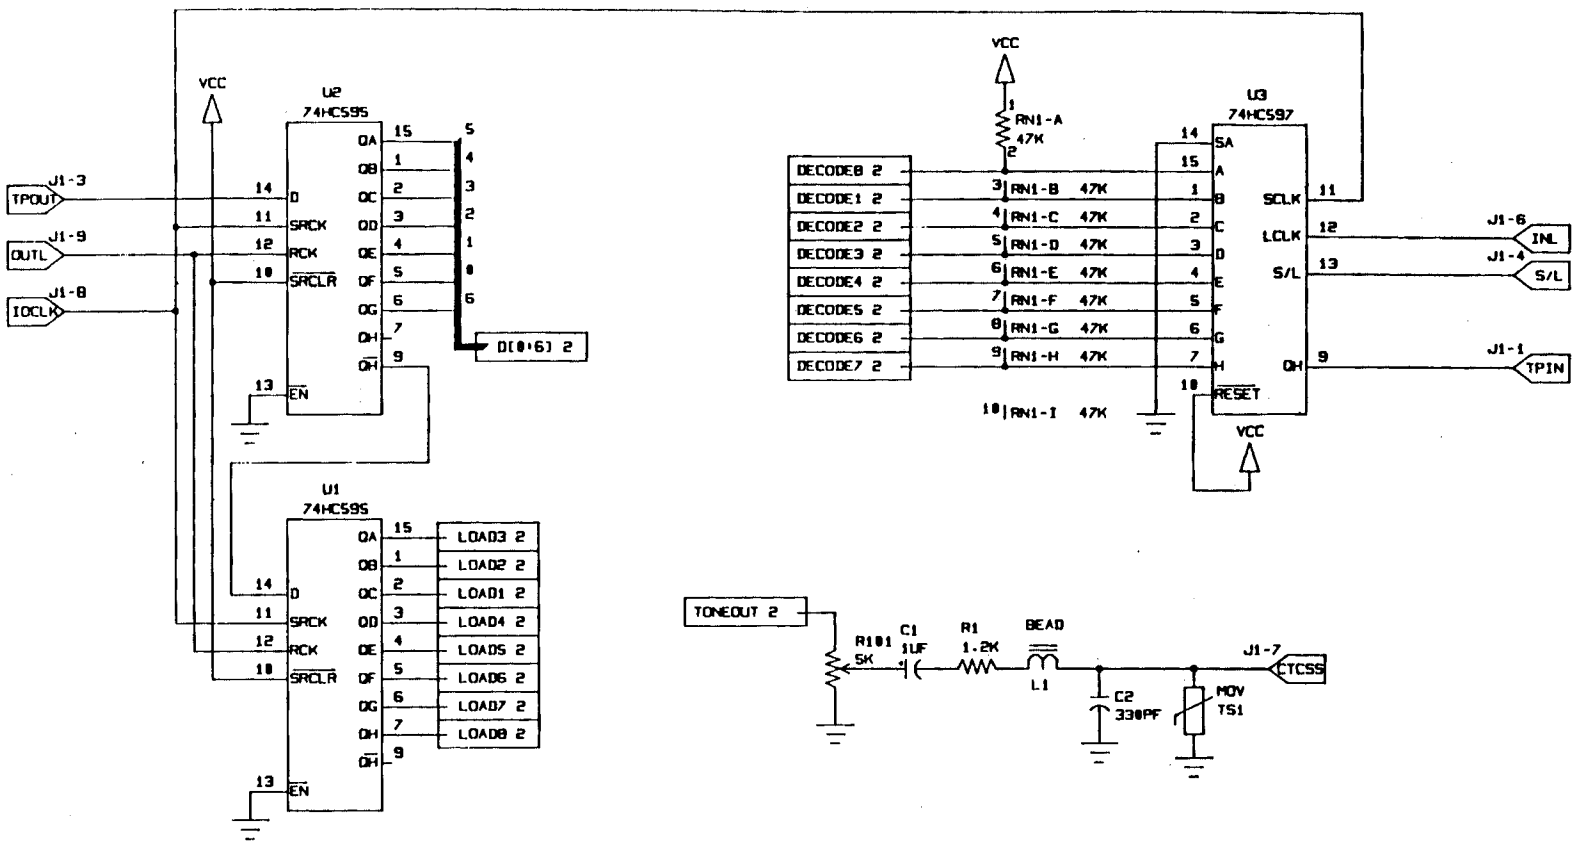 VCC
U2
74HC595
J1-3
TPOUT
J1-9
OUTL
J1-8
IOCLK
14
D
11
SRCK
12
RCK
10
SRCLR
13
EN
QA 15
QB 1
QC 2
QD 3
QE 4
QF 5
QG 6
QH 7
QH 9
5
4
3
2
1
0
6
D[0:6] 2
U1
74HC595
14
D
11
SRCK
12
RCK
10
SRCLR
13
EN
QA 15
QB 1
QC 2
QD 3
QE 4
QF 5
QG 6
QH 7
QH 9
LOAD3 2
LOAD2 2
LOAD1 2
LOAD4 2
LOAD5 2
LOAD6 2
LOAD7 2
LOAD8 2
VCC
1
RN1-A
47K
2
DECODE0 2
DECODE1 2
DECODE2 2
DECODE3 2
DECODE4 2
DECODE5 2
DECODE6 2
DECODE7 2
3 RN1-B 47K
4 RN1-C 47K
5 RN1-D 47K
6 RN1-E 47K
7 RN1-F 47K
8 RN1-G 47K
9 RN1-H 47K
10 RN1-I 47K
U3
74HC597
14 SA
15 A
1 B
2 C
3 D
4 E
5 F
6 G
7 H
10 RESET
VCC
SCLK 11
LCLK 12
S/L 13
QH 9
J1-6
INL
J1-4
S/L
J1-1
TPIN
TONEOUT 2
R101
5K
C1
1UF
R1
1.2K
BEAD
L1
C2
330PF
MOV
TS1
J1-7
CTCSS